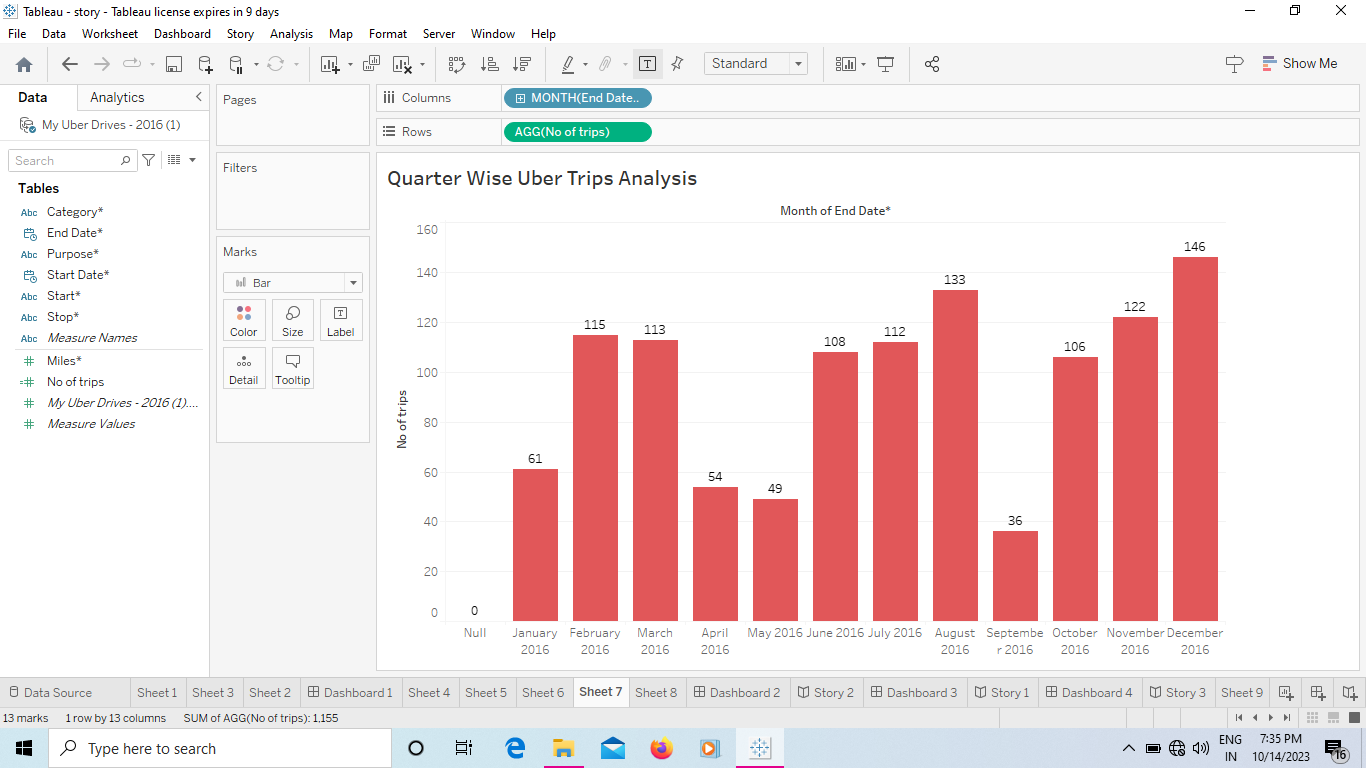 Tableau - story - Tableau license expires in 9 days
File Data Worksheet Dashboard Story Analysis Map Format Server Window Help
Standard
Show Me
Data Analytics
My Uber Drives - 2016 (1)
Search
Tables
Abc Category*
End Date*
Abc Purpose*
Start Date*
Abc Start*
Abc Stop*
Abc Measure Names
Miles*
No of trips
My Uber Drives - 2016 (1)....
Measure Values
Pages
Filters
Marks
Bar
Color Size Label
Detail Tooltip
Columns MONTH(End Date..
Rows AGG(No of trips)
Quarter Wise Uber Trips Analysis
Month of End Date*
No of trips
160
140
120
100
80
60
40
20
0
0 61 115 113 54 49 108 112 133 36 106 122 146
Null
January
2016
February
2016
March
2016
April
2016
May 2016
June 2016
July 2016
August
2016
Septembe
r 2016
October
2016
November
2016
December
2016
Data Source Sheet 1 Sheet 3 Sheet 2 Dashboard 1 Sheet 4 Sheet 5 Sheet 6 Sheet 7 Sheet 8 Dashboard 2 Story 2 Dashboard 3 Story 1 Dashboard 4 Story 3 Sheet 9
13 marks 1 row by 13 columns SUM of AGG(No of trips): 1,155
Type here to search
ENG
IN
7:35 PM
10/14/2023
16